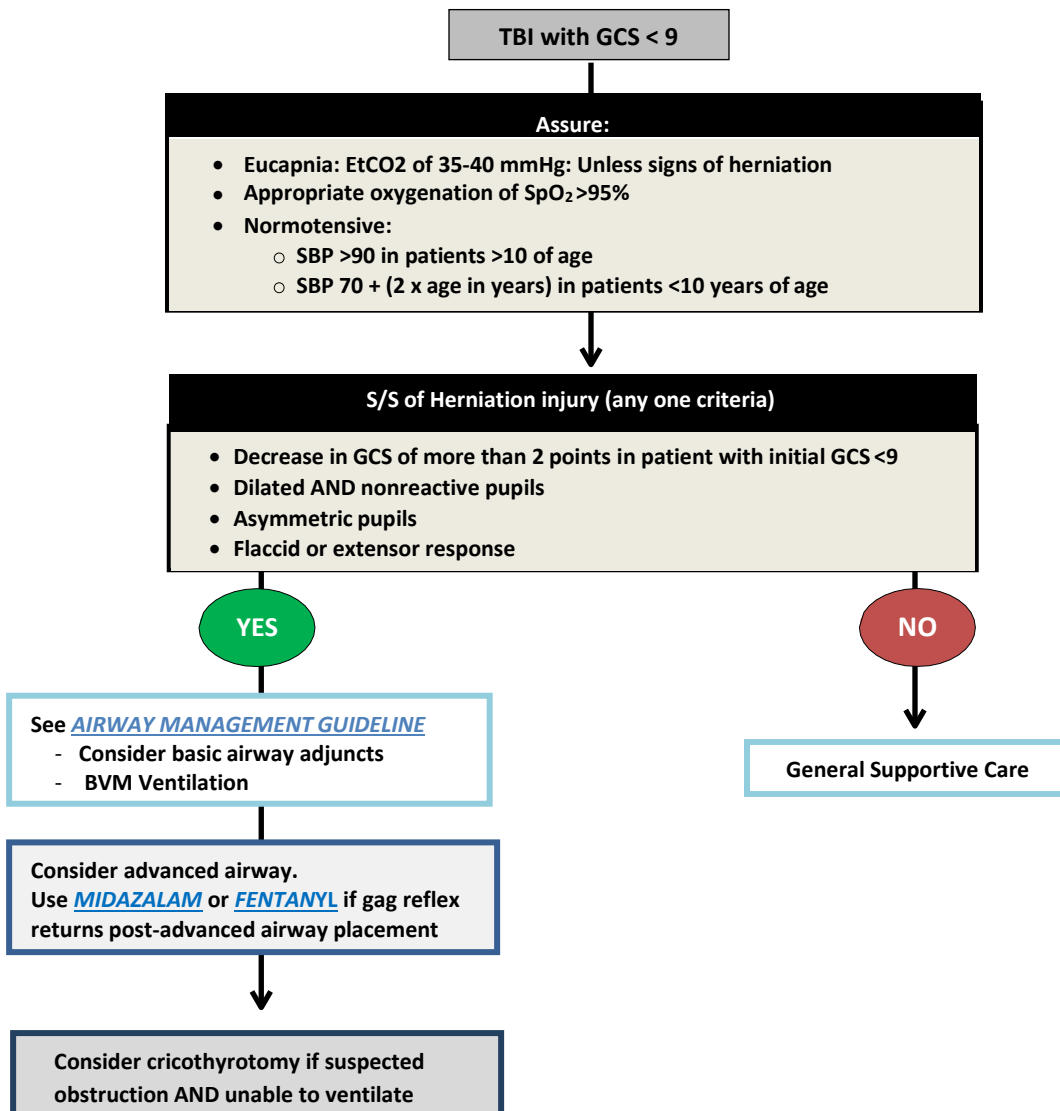 TBI with GCS < 9
Assure:
• Eucapnia: EtCO2 of 35-40 mmHg: Unless signs of herniation
• Appropriate oxygenation of SpO₂ >95%
• Normotensive:
○ SBP >90 in patients >10 of age
○ SBP 70 + (2 x age in years) in patients <10 years of age
S/S of Herniation injury (any one criteria)
• Decrease in GCS of more than 2 points in patient with initial GCS <9
• Dilated AND nonreactive pupils
• Asymmetric pupils
• Flaccid or extensor response
YES
NO
See AIRWAY MANAGEMENT GUIDELINE
- Consider basic airway adjuncts
- BVM Ventilation
General Supportive Care
Consider advanced airway.
Use MIDAZALAM or FENTANYL if gag reflex
returns post-advanced airway placement
Consider cricothyrotomy if suspected
obstruction AND unable to ventilate